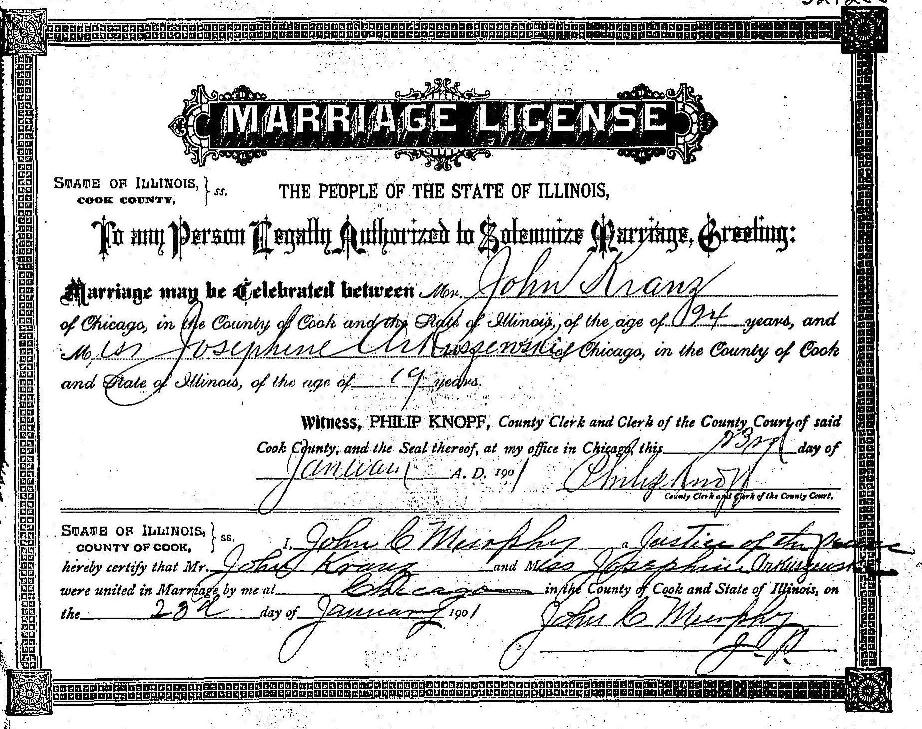 MARRIAGE LICENSE
STATE OF ILLINOIS, } ss.
COOK COUNTY,
THE PEOPLE OF THE STATE OF ILLINOIS,
To any Person Legally Authorized to Solemnize Marriage, Greeting:
Marriage may be Celebrated between Mr. John Kranz
of Chicago, in the County of Cook and the State of Illinois, of the age of 24 years, and
Miss Josephine Arkuszewski of Chicago, in the County of Cook
and State of Illinois, of the age of 19 years.
Witness, PHILIP KNOPF, County Clerk and Clerk of the County Court of said
Cook County, and the Seal thereof, at my office in Chicago, this 23rd day of
January A. D. 1901 Philip Knopf
County Clerk and Clerk of the County Court.
STATE OF ILLINOIS, } ss.
COUNTY OF COOK,
I, John C Murphy a Justice of the Peace
hereby certify that Mr. John Kranz and Miss Josephine Arkuszewski
were united in Marriage by me at Chicago in the County of Cook and State of Illinois, on
the 23d day of January 1901
John C Murphy
J. P.